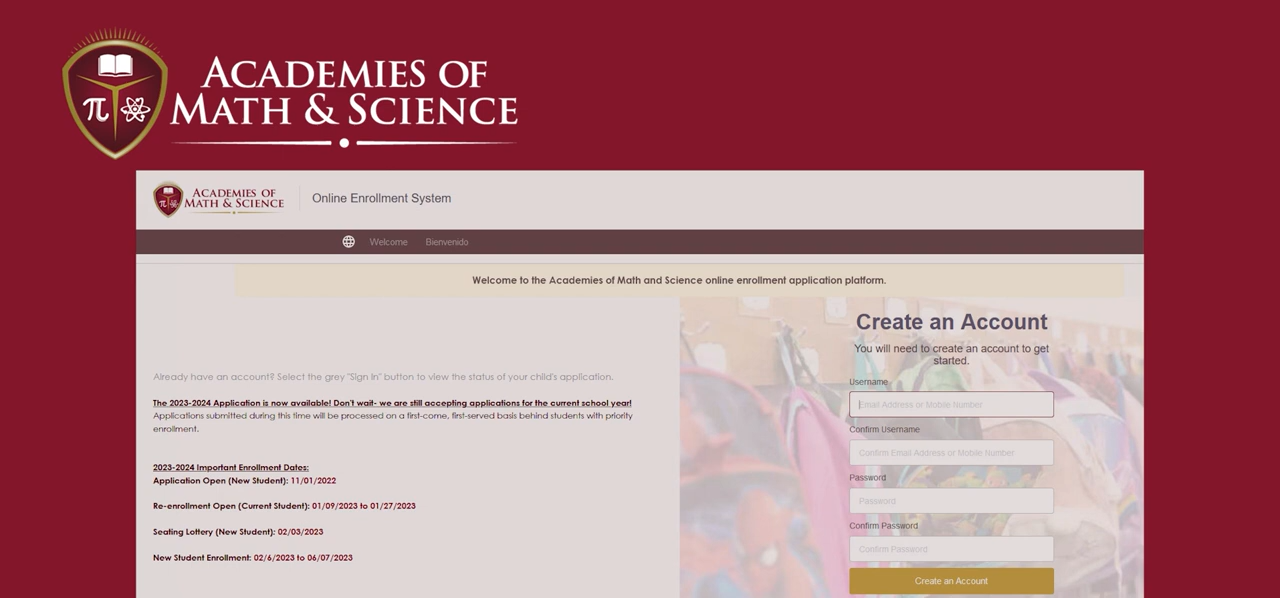 ACADEMIES OF
MATH & SCIENCE
π
ACADEMIES OF
MATH & SCIENCE
π
Online Enrollment System
Welcome
Bienvenido
Welcome to the Academies of Math and Science online enrollment application platform.
Already have an account? Select the grey "Sign In" button to view the status of your child's application.
The 2023-2024 Application is now available! Don't wait- we are still accepting applications for the current school year!
Applications submitted during this time will be processed on a first-come, first-served basis behind students with priority
enrollment.
2023-2024 Important Enrollment Dates:
Application Open (New Student): 11/01/2022
Re-enrollment Open (Current Student): 01/09/2023 to 01/27/2023
Seating Lottery (New Student): 02/03/2023
New Student Enrollment: 02/6/2023 to 06/07/2023
Create an Account
You will need to create an account to get
started.
Username
Email Address or Mobile Number
Confirm Username
Confirm Email Address or Mobile Number
Password
Password
Confirm Password
Confirm Password
Create an Account